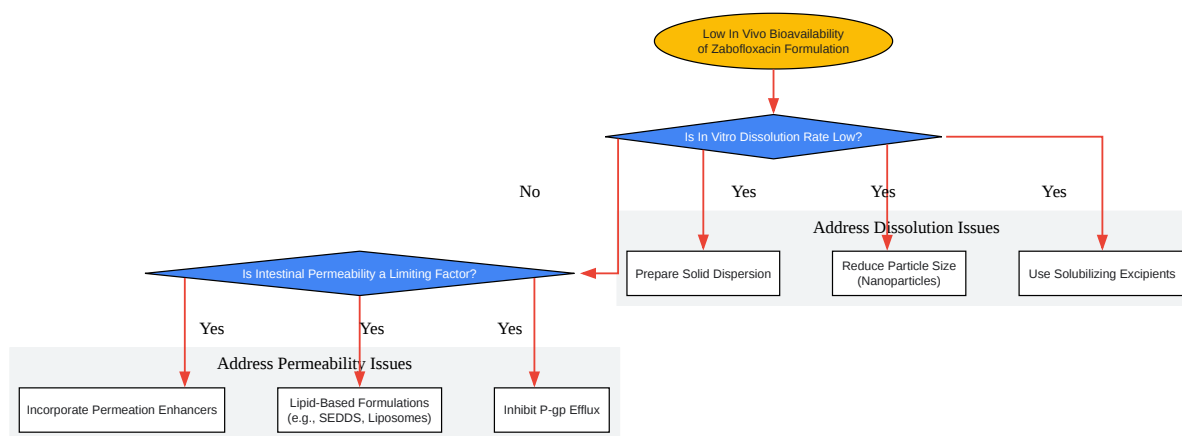 Low In Vivo Bioavailability
of Zabofloxacin Formulation
Is In Vitro Dissolution Rate Low?
No
Yes
Yes
Yes
Address Dissolution Issues
Prepare Solid Dispersion
Reduce Particle Size
(Nanoparticles)
Use Solubilizing Excipients
Is Intestinal Permeability a Limiting Factor?
Yes
Yes
Yes
Address Permeability Issues
Incorporate Permeation Enhancers
Lipid-Based Formulations
(e.g., SEDDS, Liposomes)
Inhibit P-gp Efflux